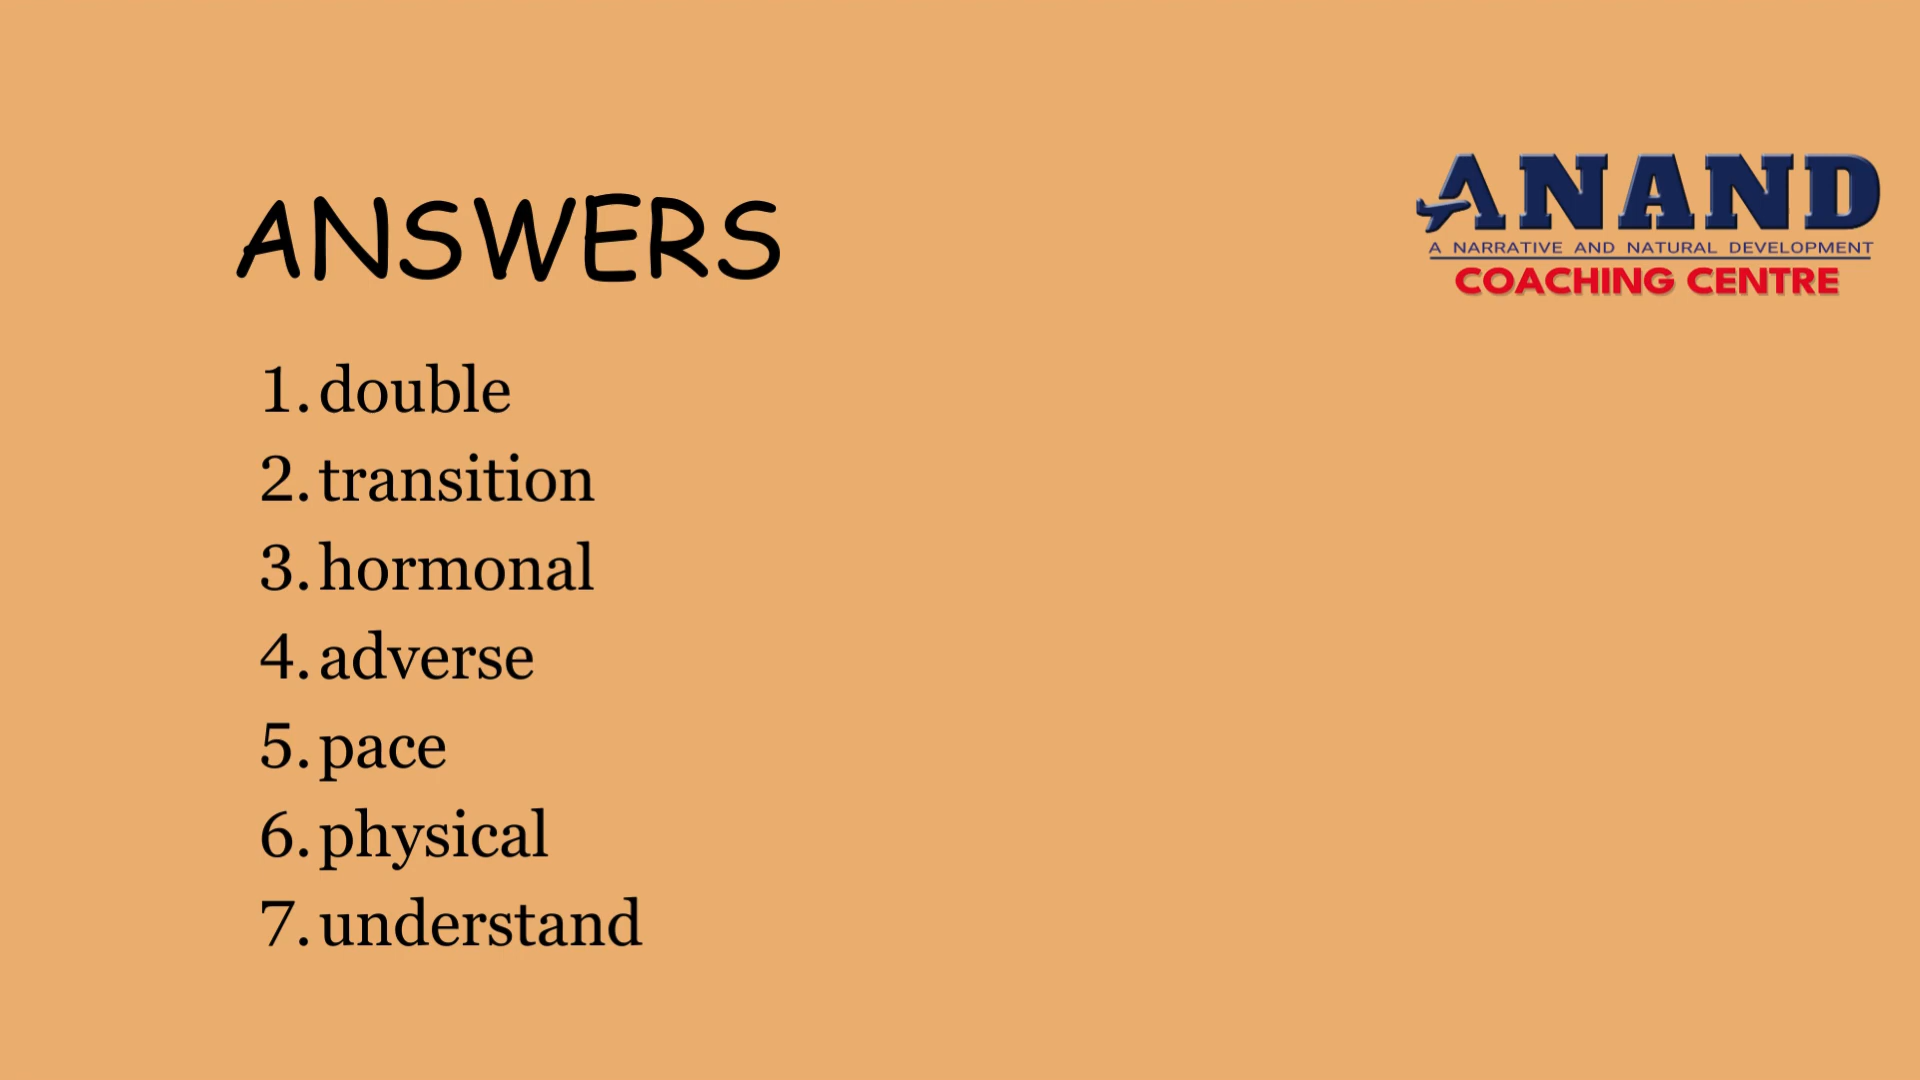 ANSWERS
ANAND
A NARRATIVE AND NATURAL DEVELOPMENT
COACHING CENTRE
1. double
2. transition
3. hormonal
4. adverse
5. pace
6. physical
7. understand